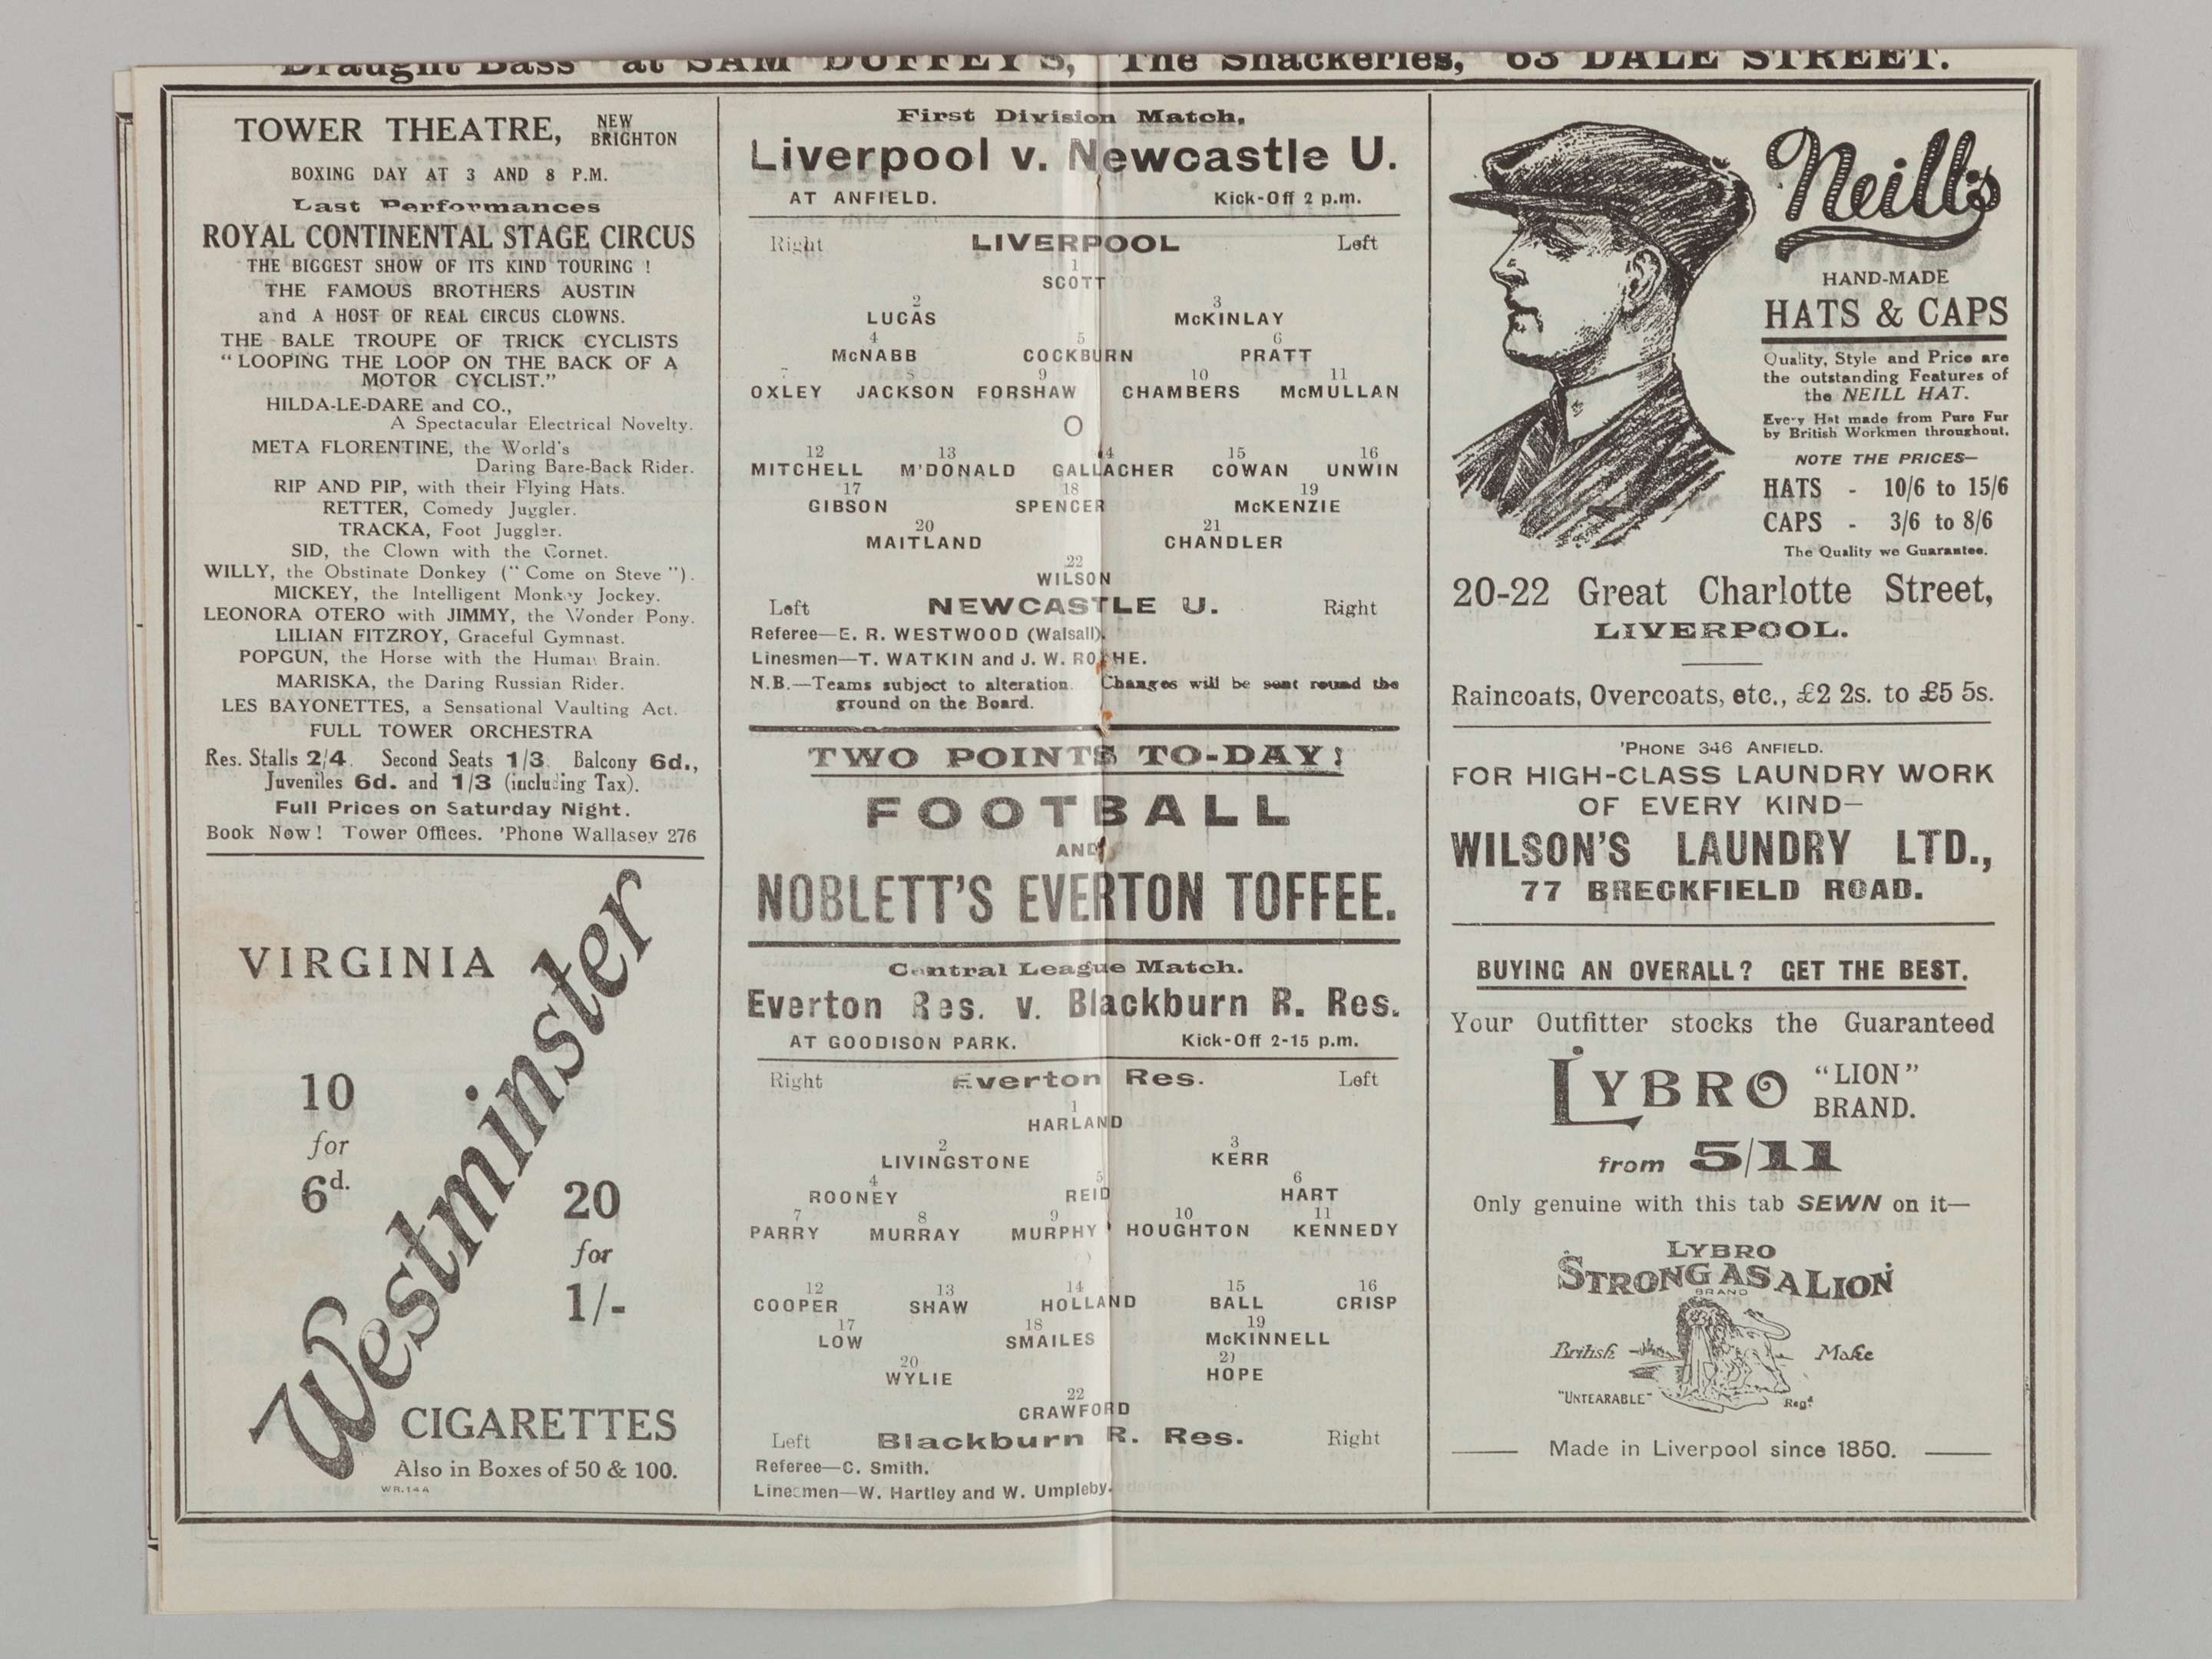 Draught Bass at SAM DUFFEY'S, The Snackeries, 63 DALE STREET.
TOWER THEATRE, NEW BRIGHTON
BOXING DAY AT 3 AND 8 P.M.
Last Performances
ROYAL CONTINENTAL STAGE CIRCUS
THE BIGGEST SHOW OF ITS KIND TOURING !
THE FAMOUS BROTHERS AUSTIN
and A HOST OF REAL CIRCUS CLOWNS.
THE BALE TROUPE OF TRICK CYCLISTS
“LOOPING THE LOOP ON THE BACK OF A
MOTOR CYCLIST.”
HILDA-LE-DARE and CO.,
A Spectacular Electrical Novelty.
META FLORENTINE, the World's
Daring Bare-Back Rider.
RIP AND PIP, with their Flying Hats.
RETTER, Comedy Juggler.
TRACKA, Foot Juggler.
SID, the Clown with the Cornet.
WILLY, the Obstinate Donkey (“Come on Steve”).
MICKEY, the Intelligent Monkey Jockey.
LEONORA OTERO with JIMMY, the Wonder Pony.
LILIAN FITZROY, Graceful Gymnast.
POPGUN, the Horse with the Human Brain.
MARISKA, the Daring Russian Rider.
LES BAYONETTES, a Sensational Vaulting Act.
FULL TOWER ORCHESTRA
Res. Stalls 2/4. Second Seats 1/3. Balcony 6d.,
Juveniles 6d. and 1/3 (including Tax).
Full Prices on Saturday Night.
Book Now! Tower Offices. 'Phone Wallasey 276
VIRGINIA
Westminster
10
for
6d.
20
for
1/-
CIGARETTES
Also in Boxes of 50 & 100.
WR.14A
First Division Match,
Liverpool v. Newcastle U.
AT ANFIELD. Kick-Off 2 p.m.
Right LIVERPOOL Left
1
SCOTT
2 3
LUCAS McKINLAY
4 5 6
McNABB COCKBURN PRATT
7 8 9 10 11
OXLEY JACKSON FORSHAW CHAMBERS McMULLAN
O
12 13 14 15 16
MITCHELL M'DONALD GALLACHER COWAN UNWIN
17 18 19
GIBSON SPENCER McKENZIE
20 21
MAITLAND CHANDLER
22
WILSON
Left NEWCASTLE U. Right
Referee—E. R. WESTWOOD (Walsall).
Linesmen—T. WATKIN and J. W. ROTHE.
N.B.—Teams subject to alteration. Changes will be sent round the
ground on the Board.
TWO POINTS TO-DAY!
FOOTBALL
AND
NOBLETT'S EVERTON TOFFEE.
Central League Match.
Everton Res. v. Blackburn R. Res.
AT GOODISON PARK. Kick-Off 2-15 p.m.
Right Everton Res. Left
1
HARLAND
2 3
LIVINGSTONE KERR
4 5 6
ROONEY REID HART
7 8 9 10 11
PARRY MURRAY MURPHY HOUGHTON KENNEDY
12 13 14 15 16
COOPER SHAW HOLLAND BALL CRISP
17 18 19
LOW SMAILES McKINNELL
20 21
WYLIE HOPE
22
CRAWFORD
Left Blackburn R. Res. Right
Referee—C. Smith.
Linesmen—W. Hartley and W. Umpleby.
Neill's
HAND-MADE
HATS & CAPS
Quality, Style and Price are
the outstanding Features of
the NEILL HAT.
Every Hat made from Pure Fur
by British Workmen throughout.
NOTE THE PRICES—
HATS - 10/6 to 15/6
CAPS - 3/6 to 8/6
The Quality we Guarantee.
20-22 Great Charlotte Street,
LIVERPOOL.
Raincoats, Overcoats, etc., £2 2s. to £5 5s.
'PHONE 346 ANFIELD.
FOR HIGH-CLASS LAUNDRY WORK
OF EVERY KIND—
WILSON'S LAUNDRY LTD.,
77 BRECKFIELD ROAD.
BUYING AN OVERALL? GET THE BEST.
Your Outfitter stocks the Guaranteed
LYBRO “LION” BRAND.
from 5/11
Only genuine with this tab SEWN on it—
LYBRO
STRONG AS A LION
BRAND
British Make
“UNTEARABLE” Regd
Made in Liverpool since 1850.